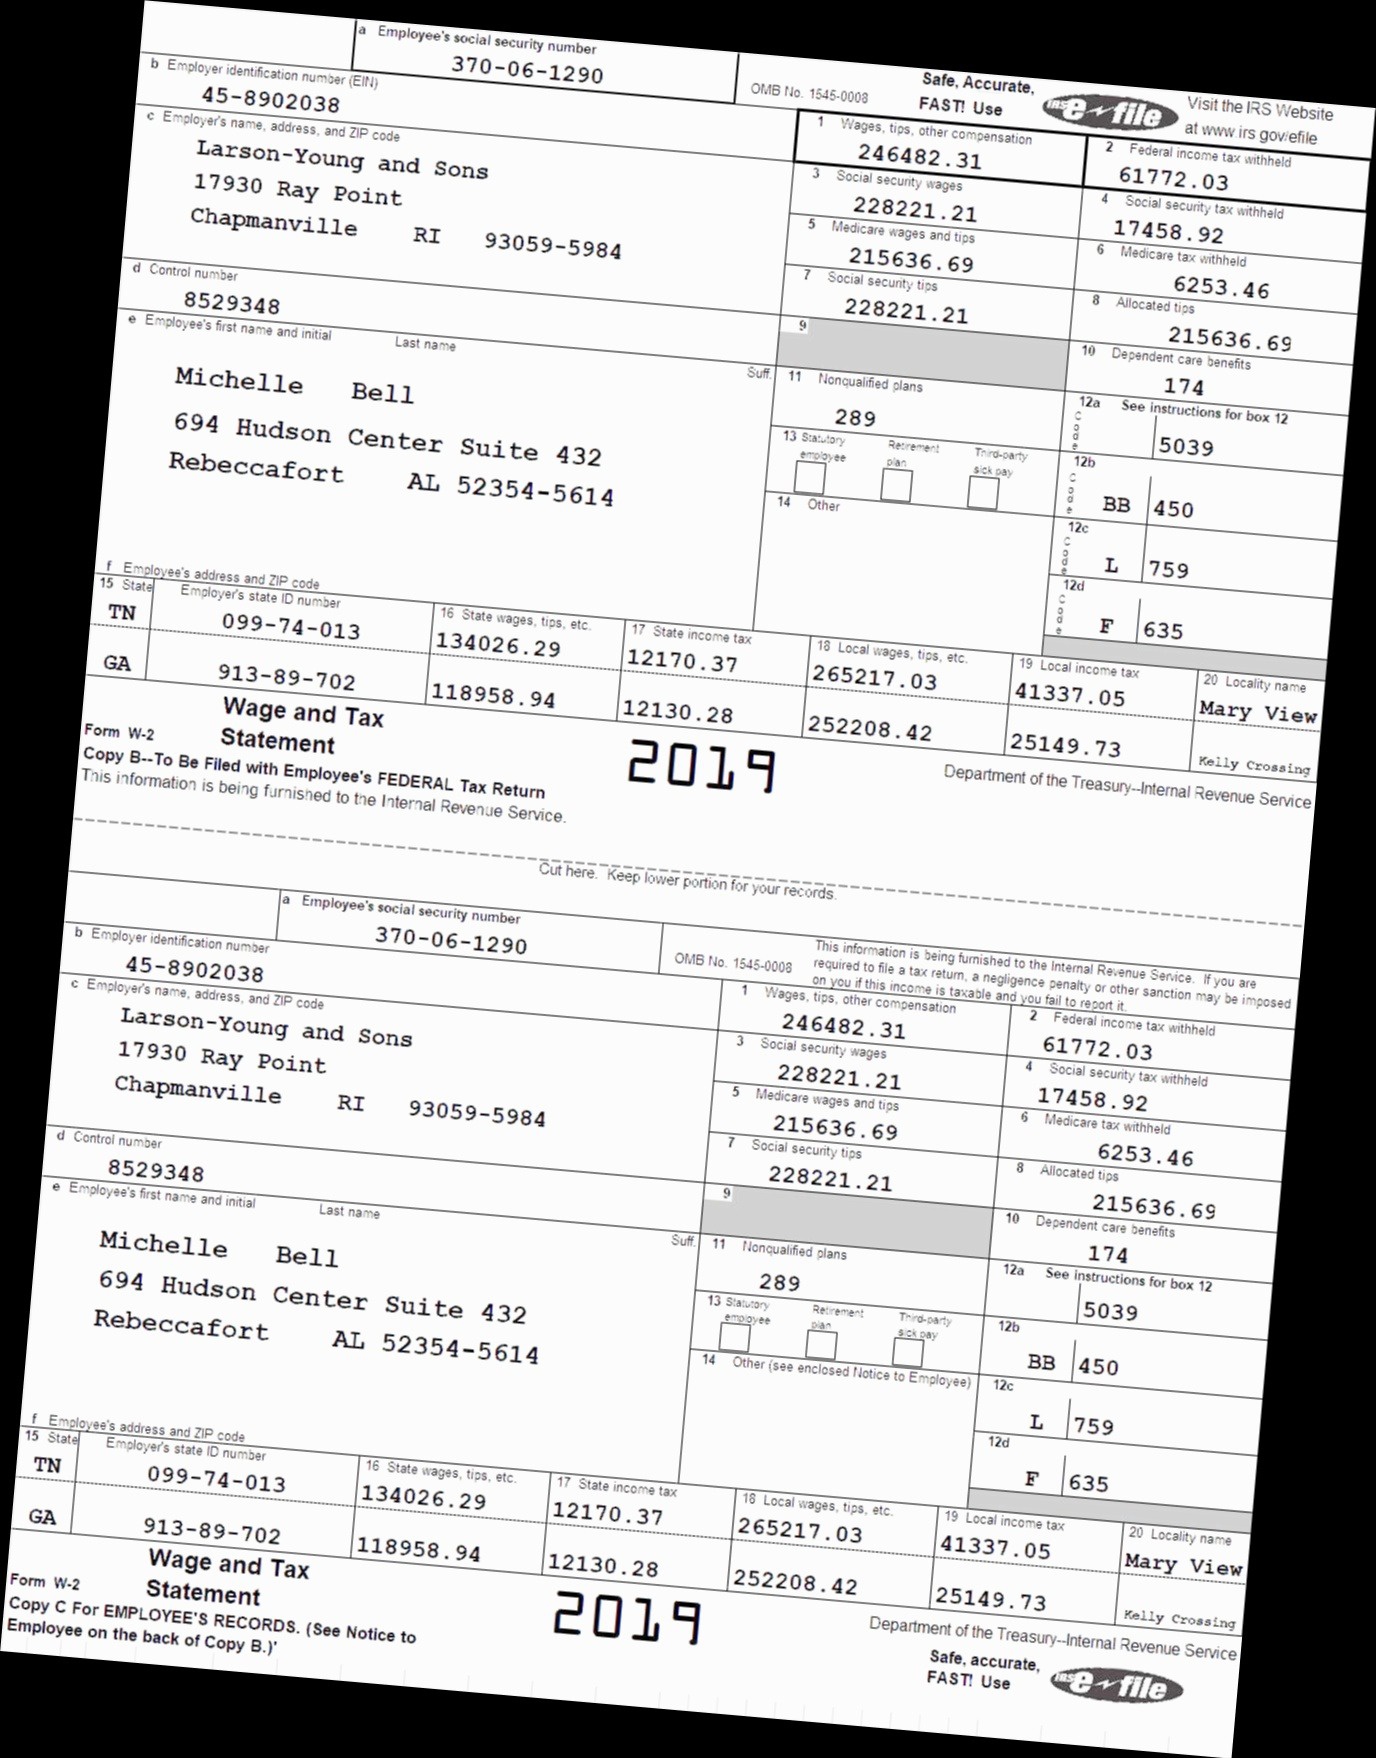 a Employee's social security number
370-06-1290
OMB No. 1545-0008
Safe, Accurate,
FAST! Use
IRS e-file
Visit the IRS Website
at www irs gov/efile
b Employer identification number (EIN)
45-8902038
c Employer's name, address, and ZIP code
Larson-Young and Sons
17930 Ray Point
Chapmanville RI 93059-5984
1 Wages, tips, other compensation
246482.31
2 Federal income tax withheld
61772.03
3 Social security wages
228221.21
4 Social security tax withheld
17458.92
5 Medicare wages and tips
215636.69
6 Medicare tax withheld
6253.46
d Control number
8529348
7 Social security tips
228221.21
8 Allocated tips
215636.69
e Employee's first name and initial Last name
Suff.
Michelle Bell
694 Hudson Center Suite 432
Rebeccafort AL 52354-5614
9
10 Dependent care benefits
174
11 Nonqualified plans
289
12a See instructions for box 12
Code
5039
13 Statutory employee
Retirement plan
Third-party sick pay
12b
Code
BB 450
14 Other
12c
Code
L 759
12d
Code
F 635
f Employee's address and ZIP code
15 State Employer's state ID number
16 State wages, tips, etc.
17 State income tax
18 Local wages, tips, etc.
19 Local income tax
20 Locality name
TN 099-74-013 134026.29 12170.37 265217.03 41337.05 Mary View
GA 913-89-702 118958.94 12130.28 252208.42 25149.73 Kelly Crossing
Form W-2
Wage and Tax
Statement
2019
Department of the Treasury--Internal Revenue Service
Copy B--To Be Filed with Employee's FEDERAL Tax Return
This information is being furnished to the Internal Revenue Service.
Cut here. Keep lower portion for your records.
a Employee's social security number
370-06-1290
OMB No. 1545-0008
This information is being furnished to the Internal Revenue Service. If you are
required to file a tax return, a negligence penalty or other sanction may be imposed
on you if this income is taxable and you fail to report it.
b Employer identification number
45-8902038
c Employer's name, address, and ZIP code
Larson-Young and Sons
17930 Ray Point
Chapmanville RI 93059-5984
1 Wages, tips, other compensation
246482.31
2 Federal income tax withheld
61772.03
3 Social security wages
228221.21
4 Social security tax withheld
17458.92
5 Medicare wages and tips
215636.69
6 Medicare tax withheld
6253.46
d Control number
8529348
7 Social security tips
228221.21
8 Allocated tips
215636.69
e Employee's first name and initial Last name
Suff.
Michelle Bell
694 Hudson Center Suite 432
Rebeccafort AL 52354-5614
9
10 Dependent care benefits
174
11 Nonqualified plans
289
12a See instructions for box 12
5039
13 Statutory employee
Retirement plan
Third-party sick pay
12b
BB 450
14 Other (see enclosed Notice to Employee)
12c
L 759
12d
F 635
f Employee's address and ZIP code
15 State Employer's state ID number
16 State wages, tips, etc.
17 State income tax
18 Local wages, tips, etc.
19 Local income tax
20 Locality name
TN 099-74-013 134026.29 12170.37 265217.03 41337.05 Mary View
GA 913-89-702 118958.94 12130.28 252208.42 25149.73 Kelly Crossing
Form W-2
Wage and Tax
Statement
2019
Department of the Treasury--Internal Revenue Service
Copy C For EMPLOYEE'S RECORDS. (See Notice to
Employee on the back of Copy B.)'
Safe, accurate,
FAST! Use
IRS e-file